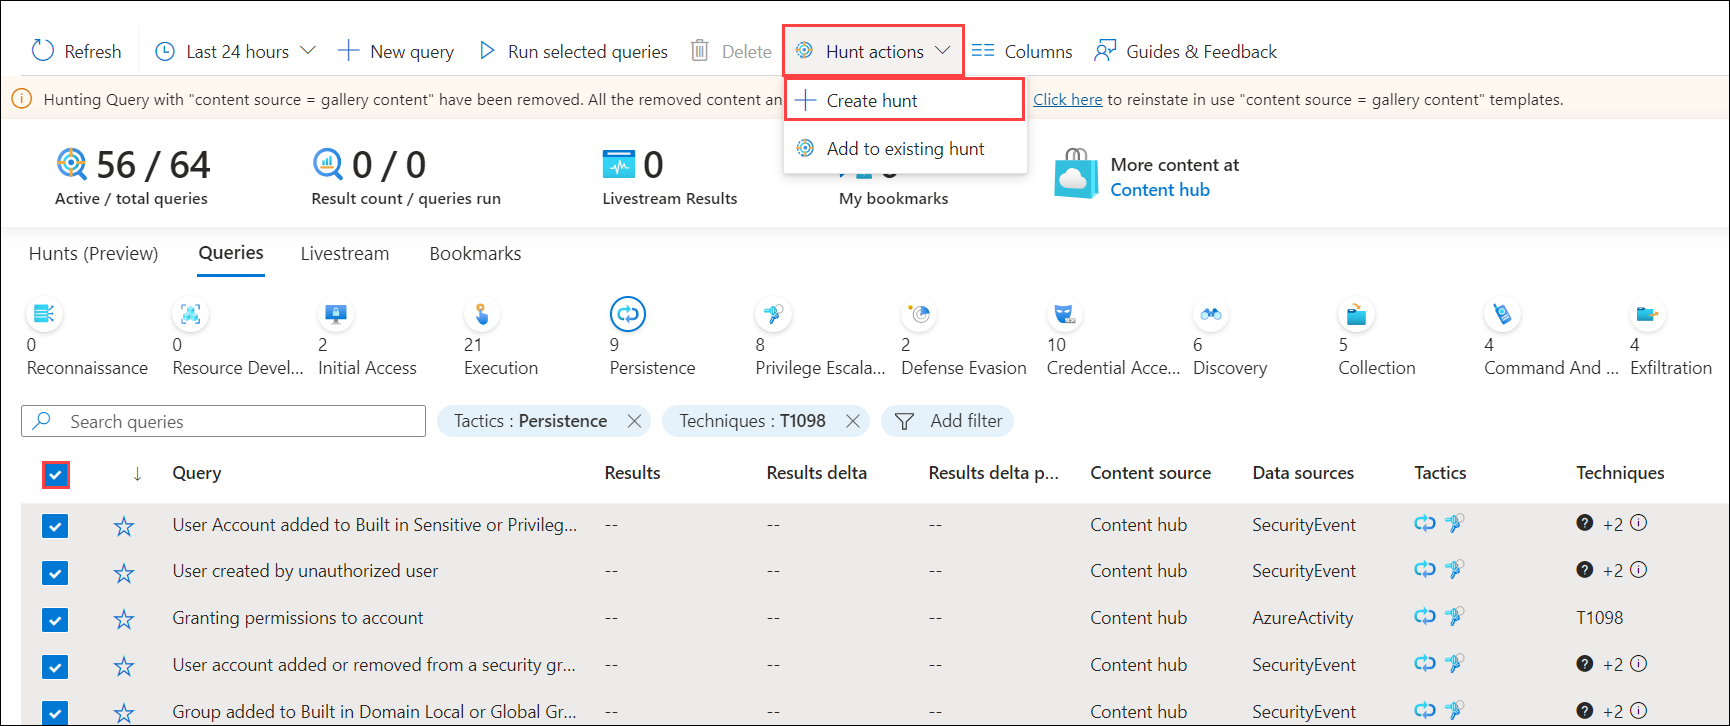 Refresh Last 24 hours New query Run selected queries Delete Hunt actions Columns Guides & Feedback
Hunting Query with "content source = gallery content" have been removed. All the removed content an Click here to reinstate in use "content source = gallery content" templates.
Create hunt
Add to existing hunt
56 / 64
Active / total queries
0 / 0
Result count / queries run
0
Livestream Results
My bookmarks
More content at
Content hub
Hunts (Preview) Queries Livestream Bookmarks
0 0 2 21 9 8 2 10 6 5 4 4
Reconnaissance Resource Devel... Initial Access Execution Persistence Privilege Escala... Defense Evasion Credential Acce... Discovery Collection Command And ... Exfiltration
Search queries Tactics : Persistence Techniques : T1098 Add filter
Query Results Results delta Results delta p... Content source Data sources Tactics Techniques
User Account added to Built in Sensitive or Privileg... -- -- -- Content hub SecurityEvent +2
User created by unauthorized user -- -- -- Content hub SecurityEvent +2
Granting permissions to account -- -- -- Content hub AzureActivity T1098
User account added or removed from a security gr... -- -- -- Content hub SecurityEvent +2
Group added to Built in Domain Local or Global Gr... -- -- -- Content hub SecurityEvent +2